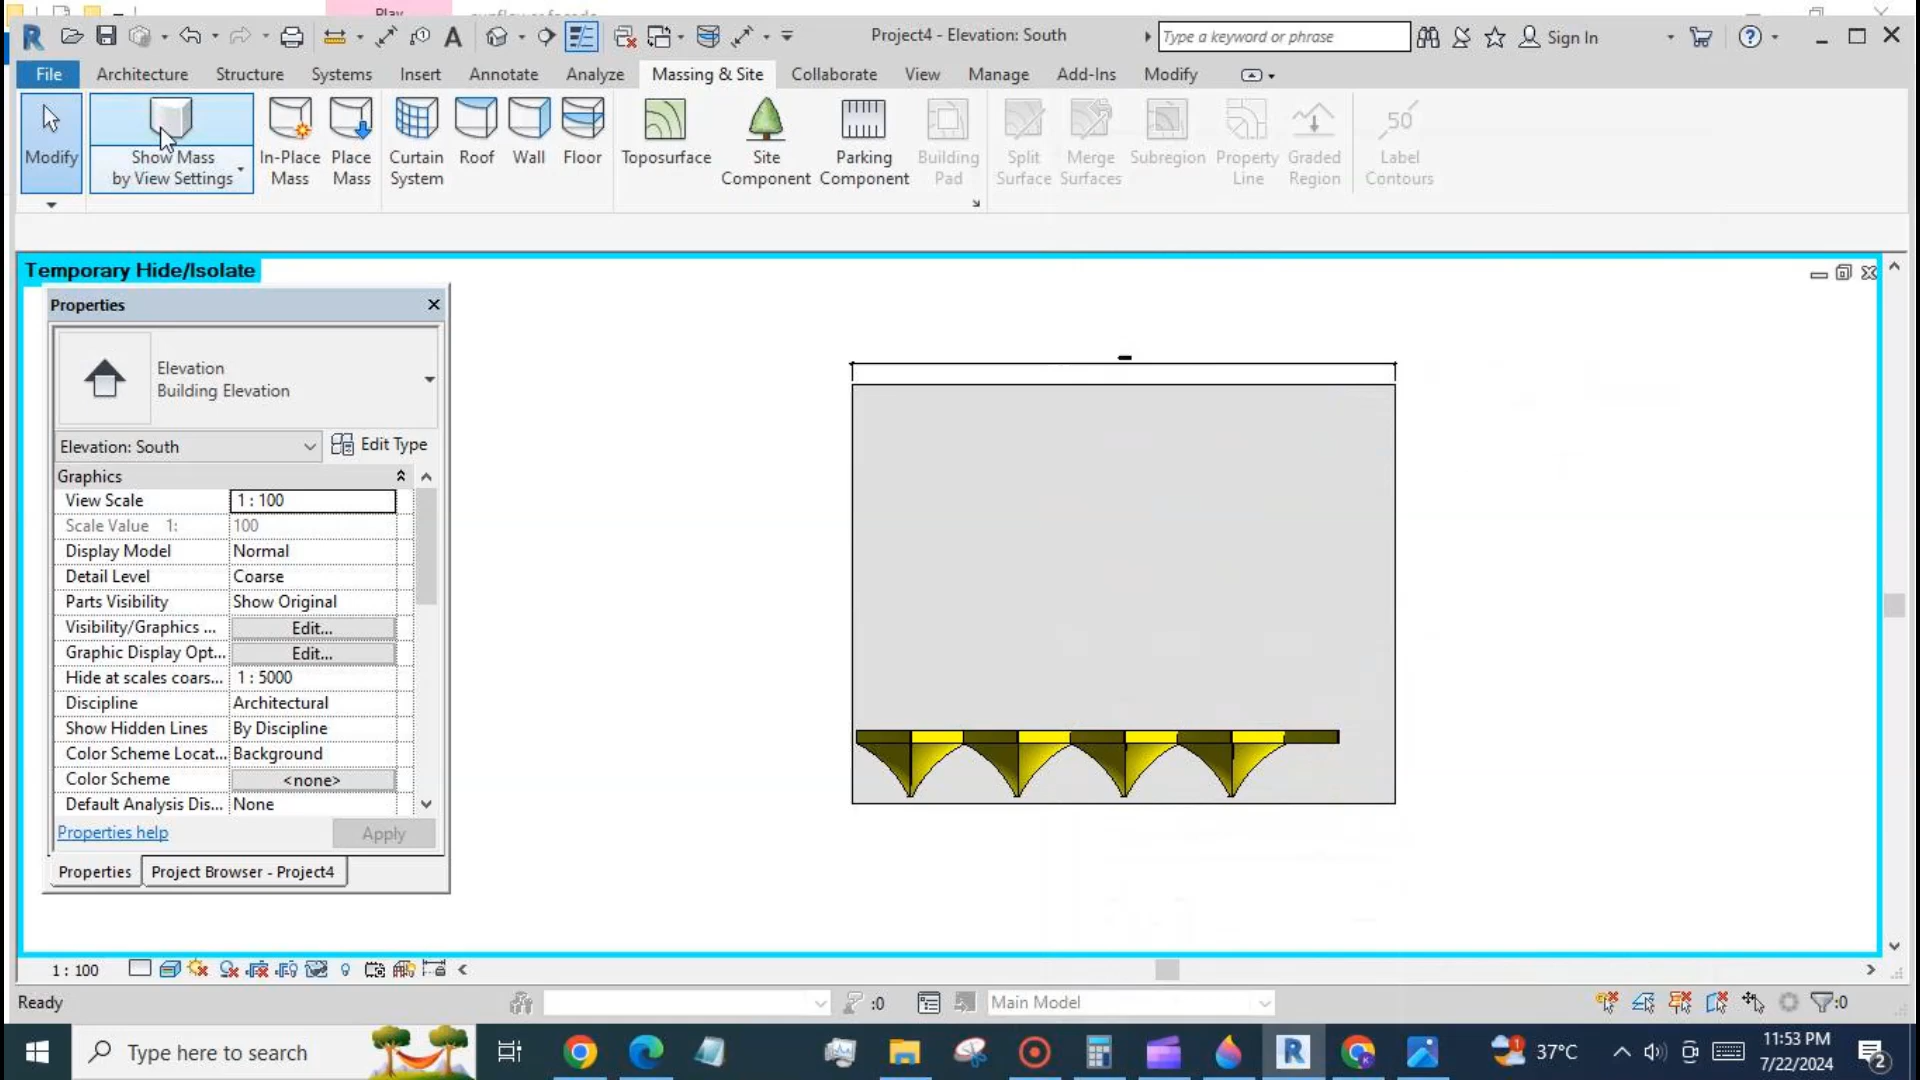 Project4 - Elevation: South
Type a keyword or phrase
Sign In
File
Architecture
Structure
Systems
Insert
Annotate
Analyze
Massing & Site
Collaborate
View
Manage
Add-Ins
Modify
Modify
Show Mass
by View Settings
In-Place
Mass
Place
Mass
Curtain
System
Roof
Wall
Floor
Toposurface
Site
Component
Parking
Component
Building
Pad
Split
Surface
Merge
Surfaces
Subregion
Property
Line
Graded
Region
50
Label
Contours
Temporary Hide/Isolate
Properties
Elevation
Building Elevation
Elevation: South
Edit Type
Graphics
View Scale 1 : 100
Scale Value 1: 100
Display Model Normal
Detail Level Coarse
Parts Visibility Show Original
Visibility/Graphics ... Edit...
Graphic Display Opt... Edit...
Hide at scales coars... 1 : 5000
Discipline Architectural
Show Hidden Lines By Discipline
Color Scheme Locat... Background
Color Scheme <none>
Default Analysis Dis... None
Properties help
Apply
Properties
Project Browser - Project4
1 : 100
Ready
:0
Main Model
:0
Type here to search
37°C
11:53 PM
7/22/2024
2